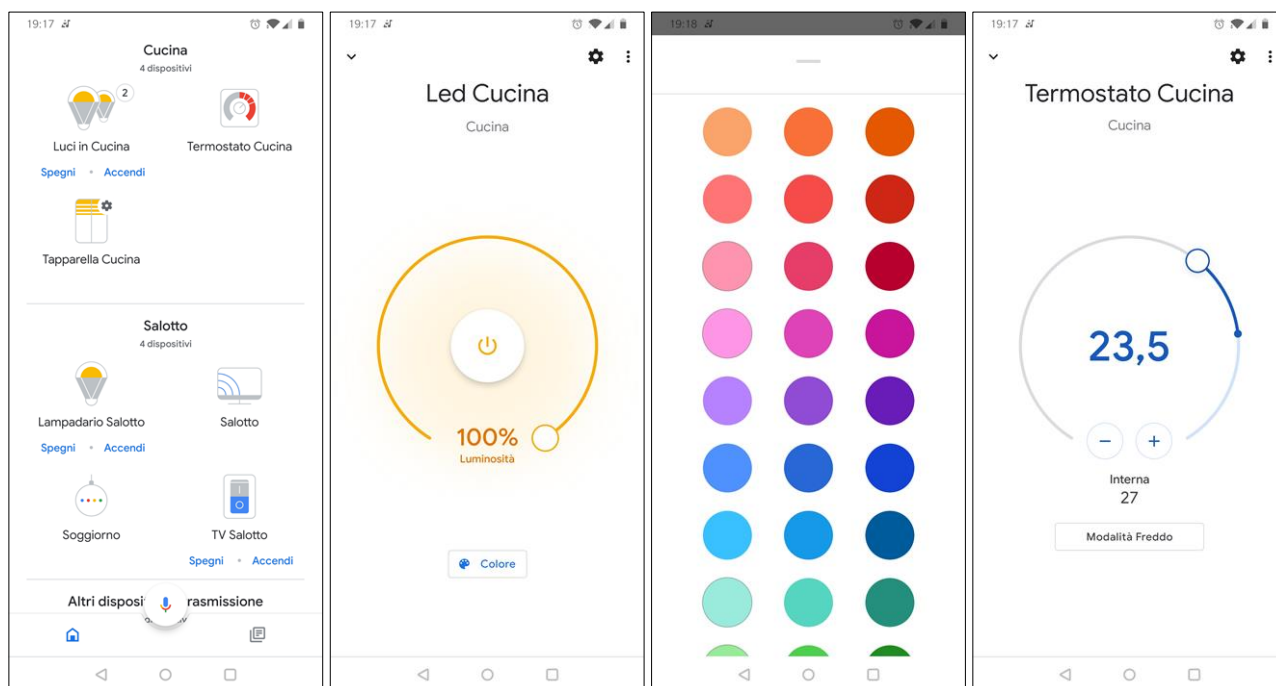 19:17
Cucina
4 dispositivi
2
Luci in Cucina
Termostato Cucina
Spegni • Accendi
Tapparella Cucina
Salotto
4 dispositivi
Lampadario Salotto
Salotto
Spegni • Accendi
Soggiorno
TV Salotto
Spegni • Accendi
Altri disposi rasmissione
19:17
Led Cucina
Cucina
100%
Luminosità
Colore
19:18
19:17
Termostato Cucina
Cucina
23,5
Interna
27
Modalità Freddo